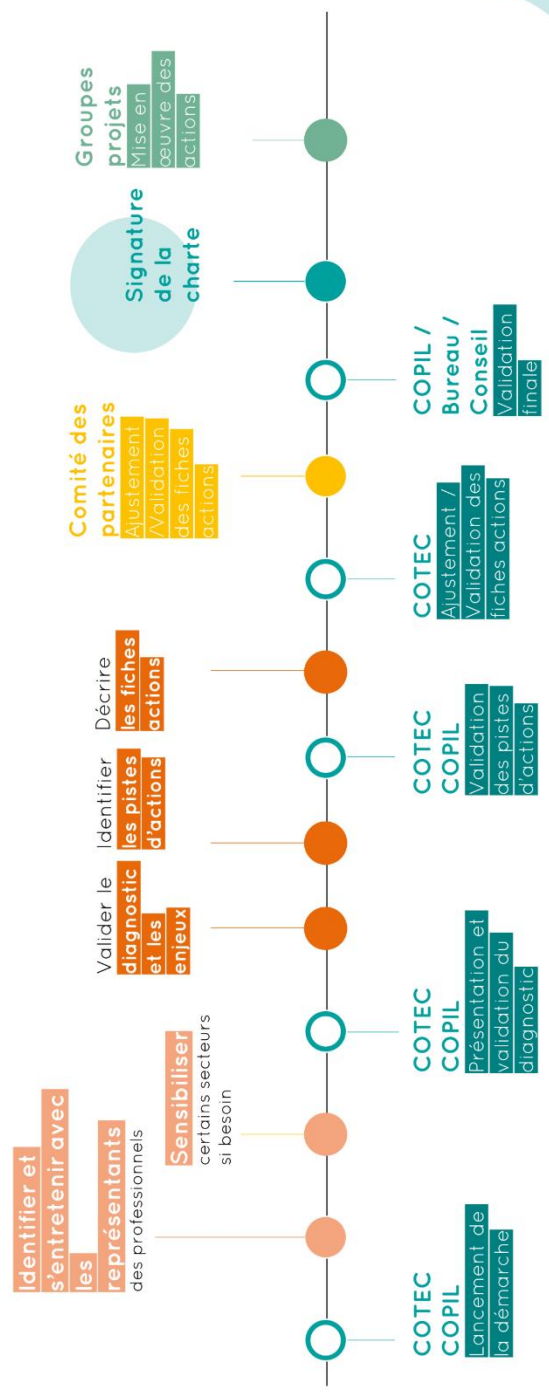 COTEC
COPIL
Lancement de
la démarche
Identifier et
s'entretenir avec
les
représentants
des professionnels
Sensibiliser
certains secteurs
si besoin
COTEC
COPIL
Présentation et
validation du
diagnostic
Valider le
diagnostic
et les
enjeux
Identifier
les pistes
d'actions
COTEC
COPIL
Validation
des pistes
d'actions
Décrire
les fiches
actions
COTEC
Ajustement /
Validation des
fiches actions
Comité des
partenaires
Ajustement
/Validation
des fiches
actions
COPIL /
Bureau /
Conseil
Validation
finale
Signature
de la
charte
Groupes
projets
Mise en
œuvre des
actions